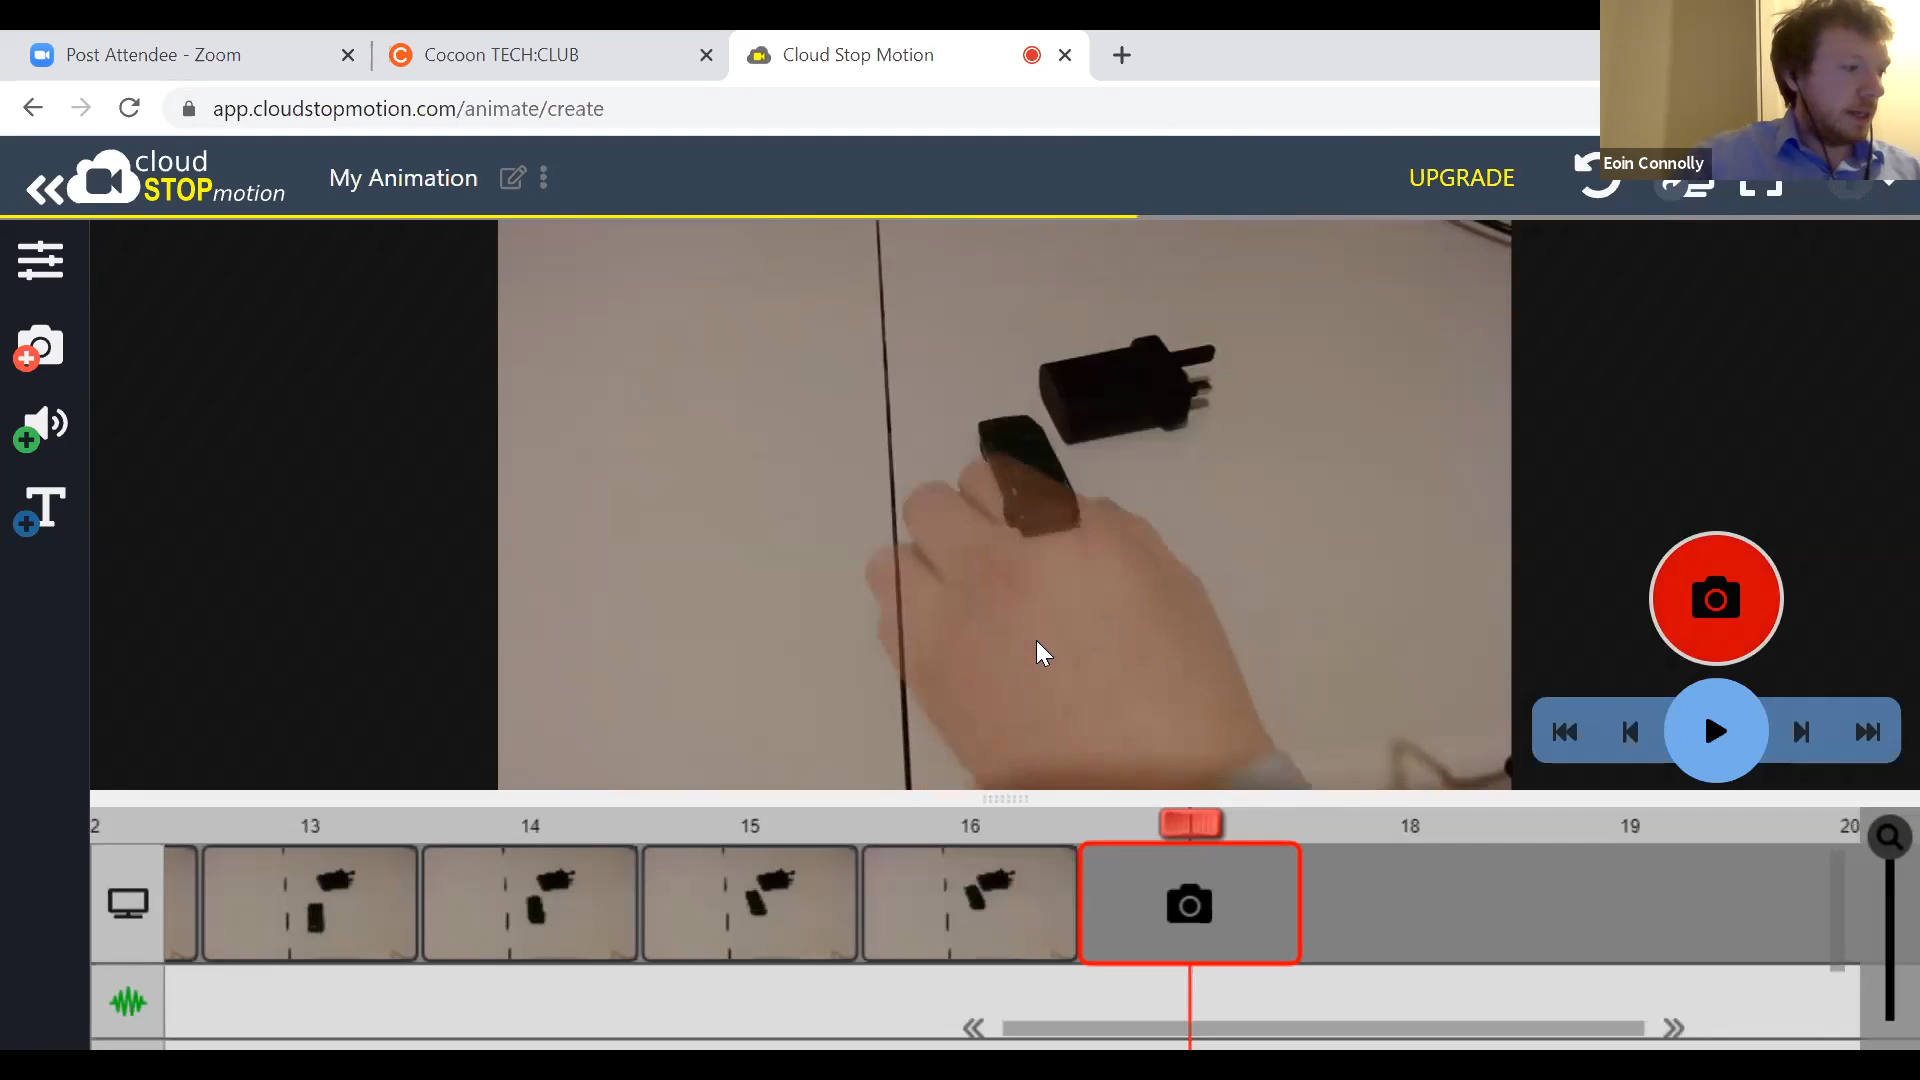 Post Attendee - Zoom
Cocoon TECH:CLUB
Cloud Stop Motion
app.cloudstopmotion.com/animate/create
cloud
STOPmotion
My Animation
UPGRADE
Eoin Connolly
T
2 13 14 15 16 18 19 20